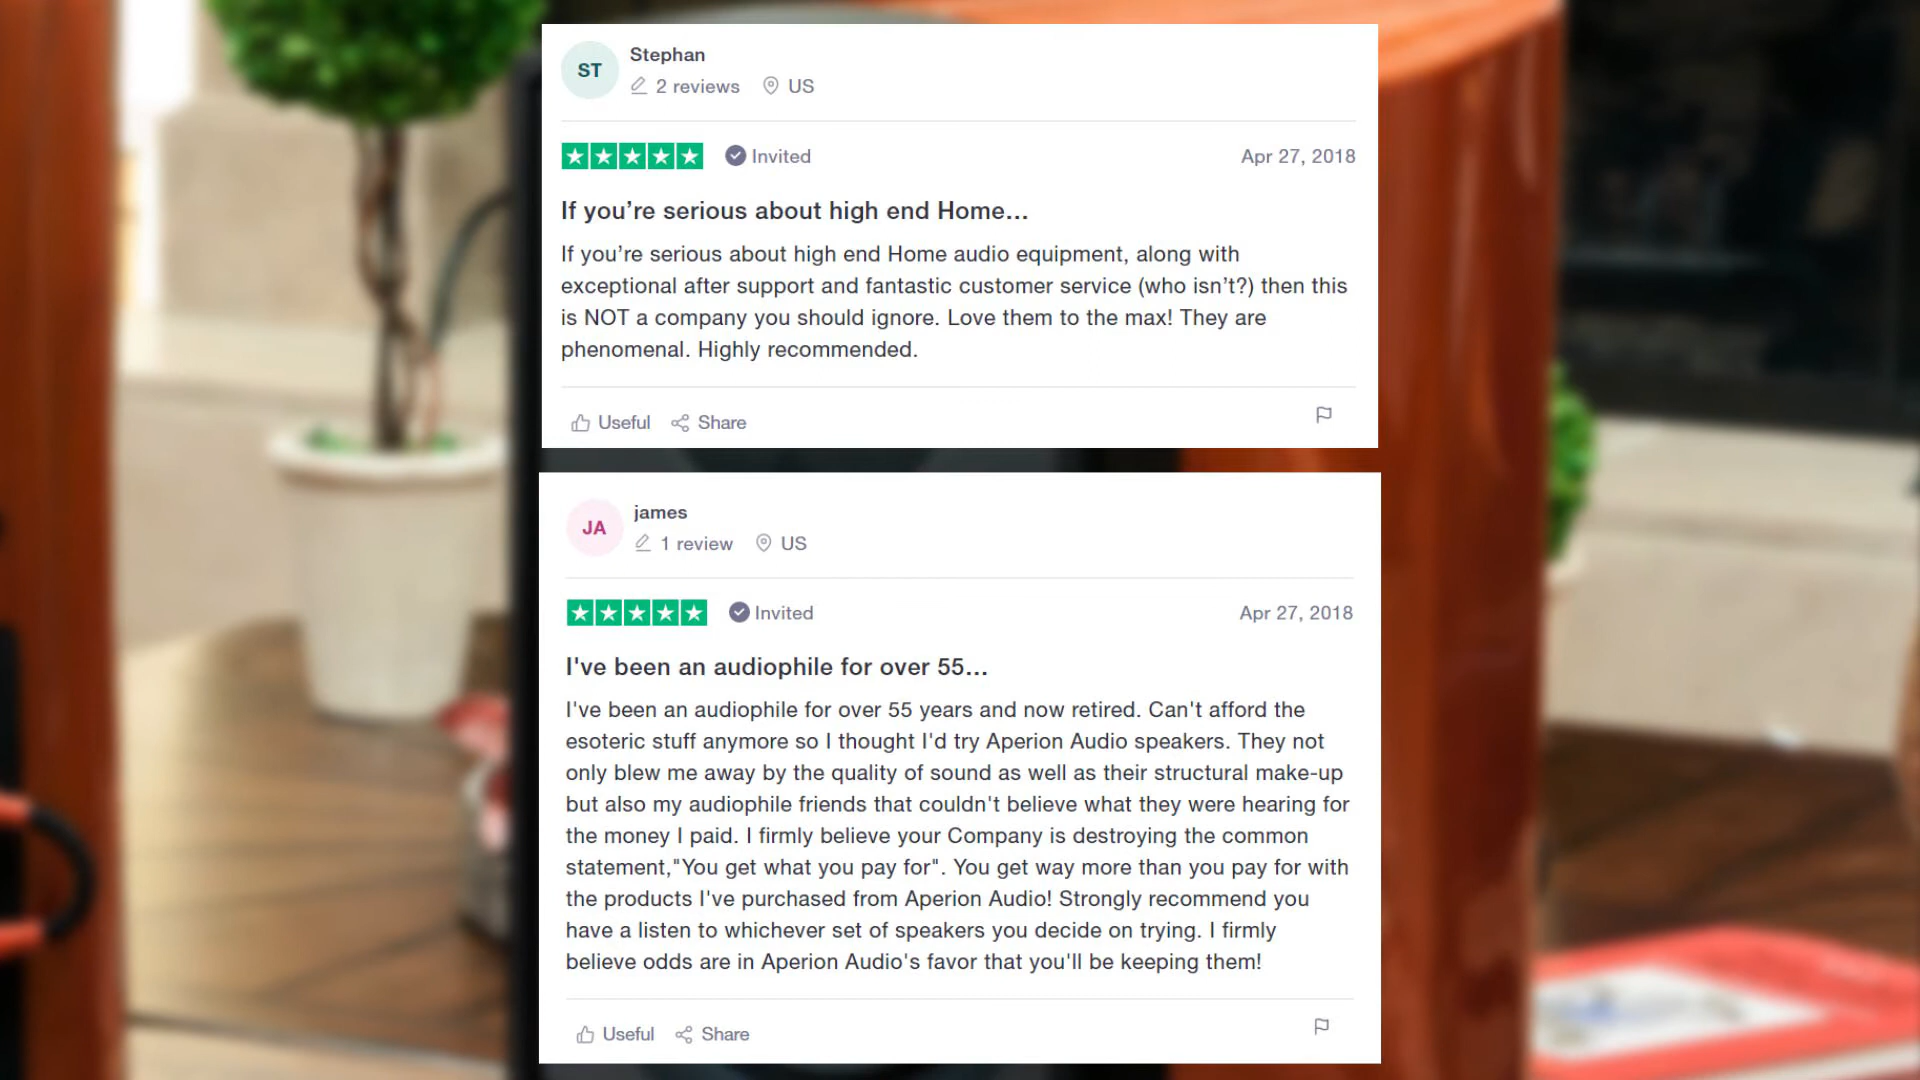 ST
Stephan
2 reviews US
Invited
Apr 27, 2018
If you’re serious about high end Home...
If you’re serious about high end Home audio equipment, along with
exceptional after support and fantastic customer service (who isn’t?) then this
is NOT a company you should ignore. Love them to the max! They are
phenomenal. Highly recommended.
Useful Share
JA
james
1 review US
Invited
Apr 27, 2018
I've been an audiophile for over 55...
I've been an audiophile for over 55 years and now retired. Can't afford the
esoteric stuff anymore so I thought I'd try Aperion Audio speakers. They not
only blew me away by the quality of sound as well as their structural make-up
but also my audiophile friends that couldn't believe what they were hearing for
the money I paid. I firmly believe your Company is destroying the common
statement,"You get what you pay for". You get way more than you pay for with
the products I've purchased from Aperion Audio! Strongly recommend you
have a listen to whichever set of speakers you decide on trying. I firmly
believe odds are in Aperion Audio's favor that you'll be keeping them!
Useful Share